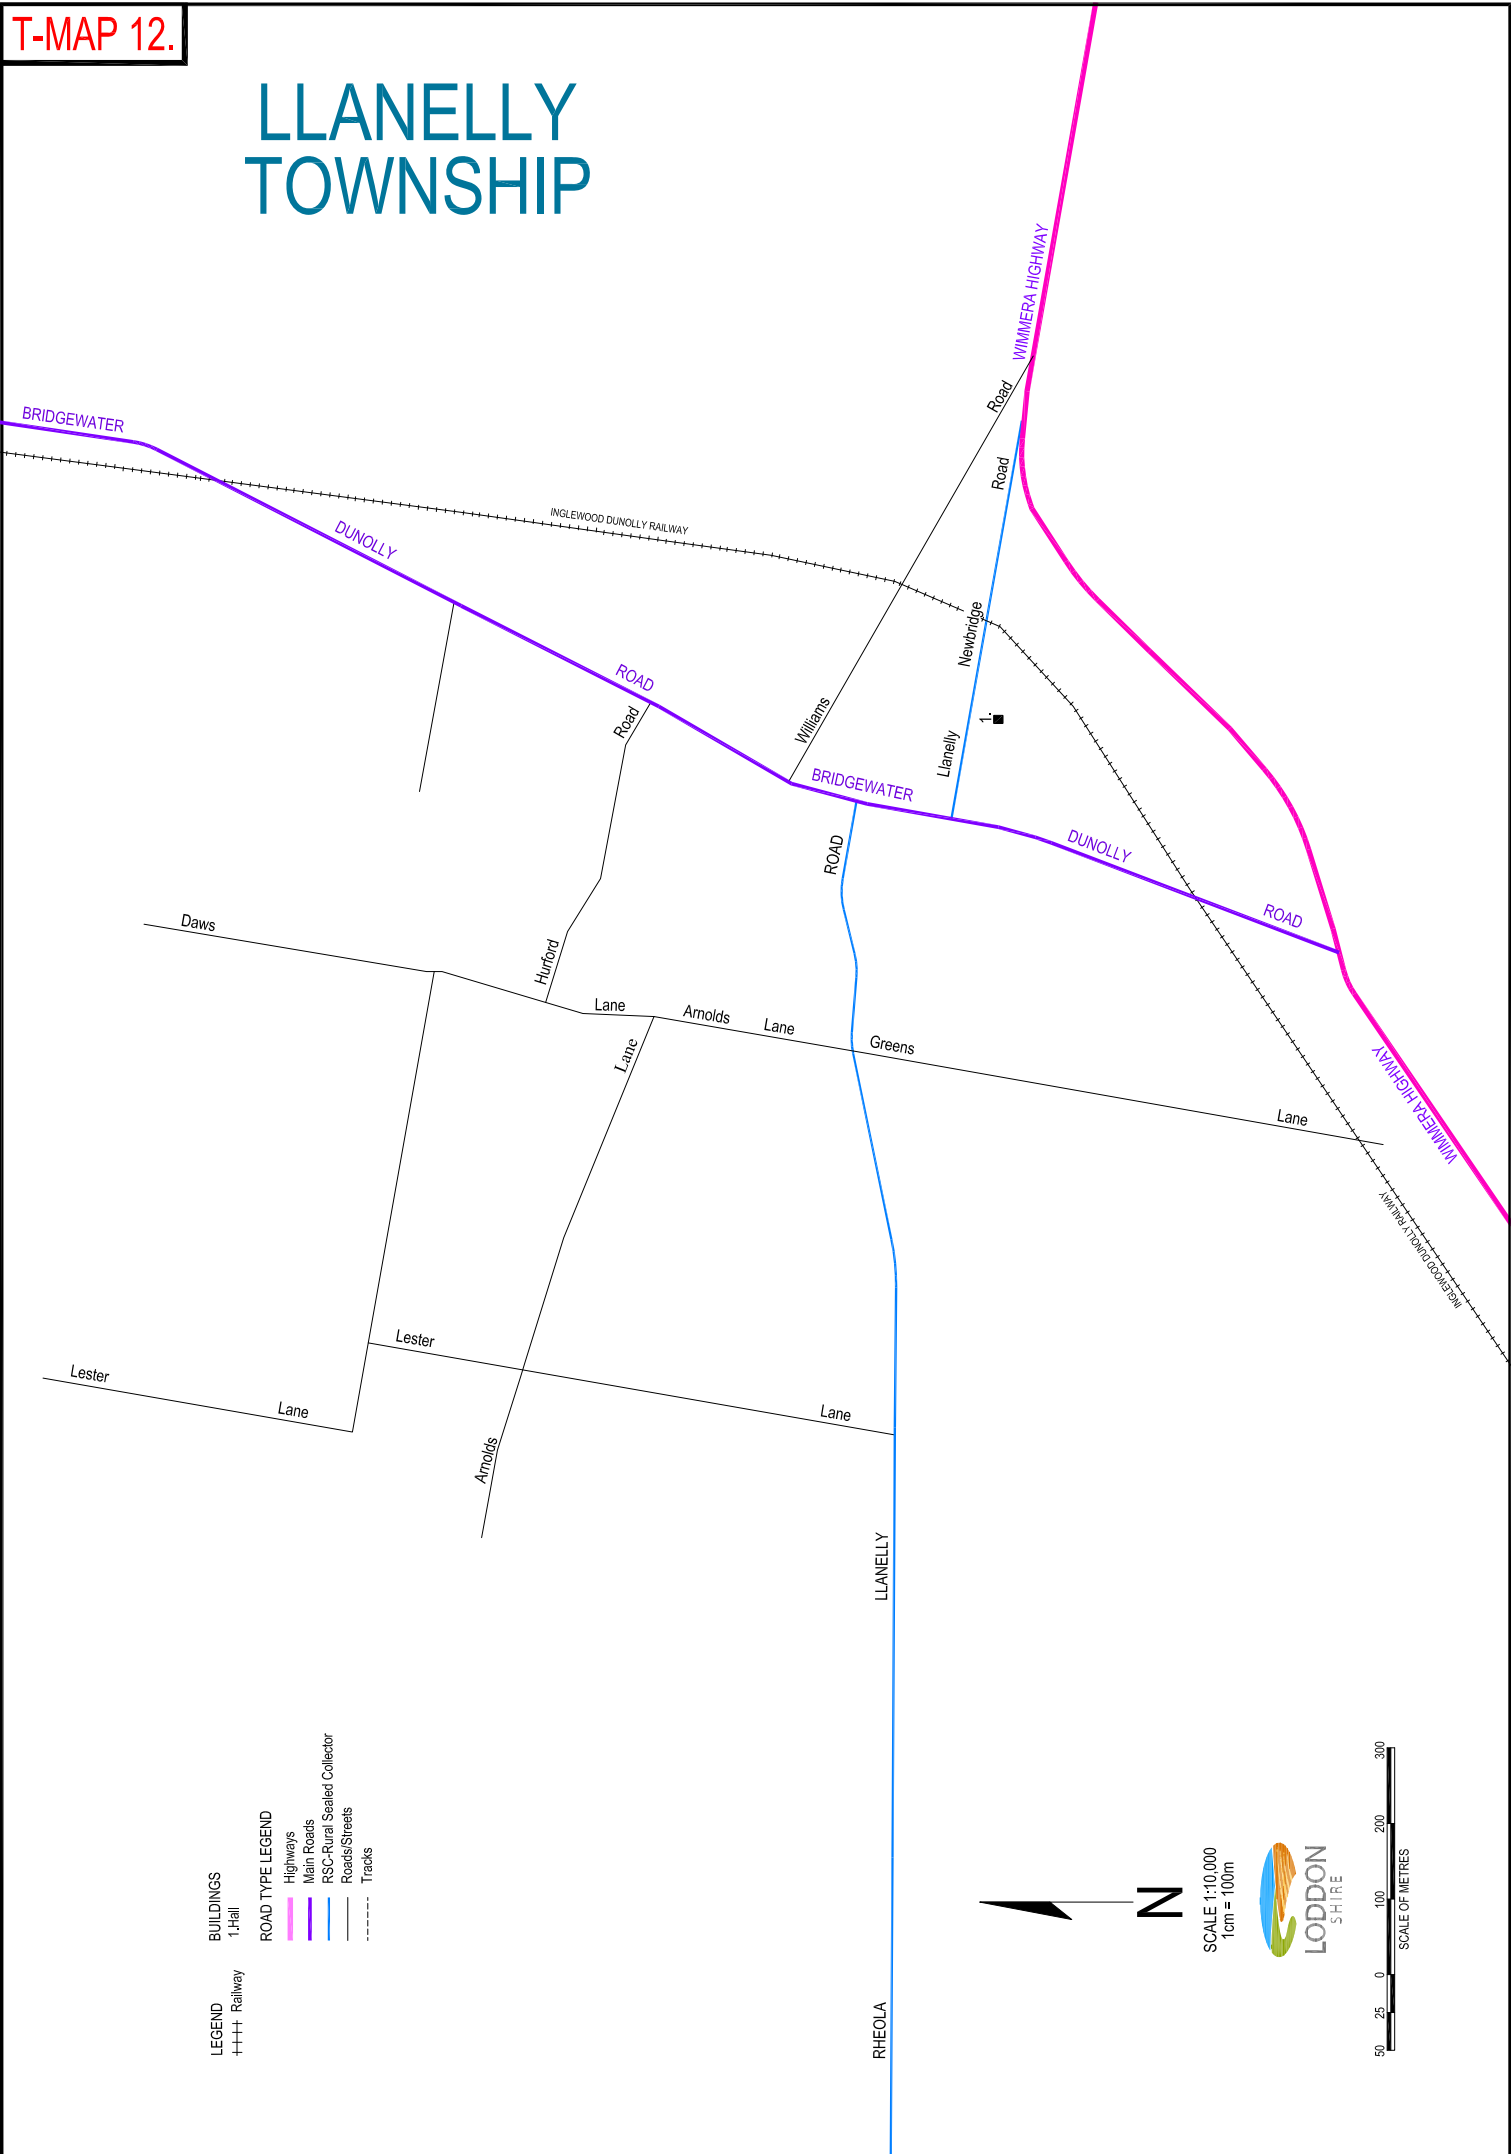 T-MAP 12.
LLANELLY
TOWNSHIP
WIMMERA HIGHWAY
BRIDGEWATER
DUNOLLY
ROAD
INGLEWOOD DUNOLLY RAILWAY
Williams
Road
Llanelly
Newbridge
Road
1.
BRIDGEWATER
DUNOLLY
ROAD
Hurford
Road
ROAD
Daws
Lane
Arnolds
Lane
Greens
Lane
Lane
WIMMERA HIGHWAY
INGLEWOOD DUNOLLY RAILWAY
Lester
Lane
Lester
Lane
Arnolds
LLANELLY
RHEOLA
LEGEND
Railway
BUILDINGS
1.Hall
ROAD TYPE LEGEND
Highways
Main Roads
RSC-Rural Sealed Collector
Roads/Streets
Tracks
N
SCALE 1:10,000
1cm = 100m
LODDON
SHIRE
50 25 0 100 200 300
SCALE OF METRES